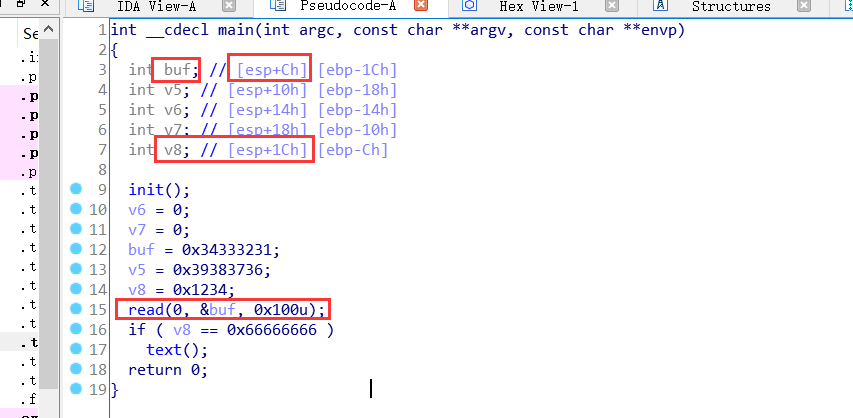 IDA View-A Pseudocode-A Hex View-1 Structures
Se
1 int __cdecl main(int argc, const char **argv, const char **envp)
2 {
3 int buf; // [esp+Ch] [ebp-1Ch]
4 int v5; // [esp+10h] [ebp-18h]
5 int v6; // [esp+14h] [ebp-14h]
6 int v7; // [esp+18h] [ebp-10h]
7 int v8; // [esp+1Ch] [ebp-Ch]
8
9 init();
10 v6 = 0;
11 v7 = 0;
12 buf = 0x34333231;
13 v5 = 0x39383736;
14 v8 = 0x1234;
15 read(0, &buf, 0x100u);
16 if ( v8 == 0x66666666 )
17 text();
18 return 0;
19 }
.i
.p
.p
.p
.p
.p
.p
.t
.t
.t
.t
.t
.t
.t
.t
.t
.t
.f